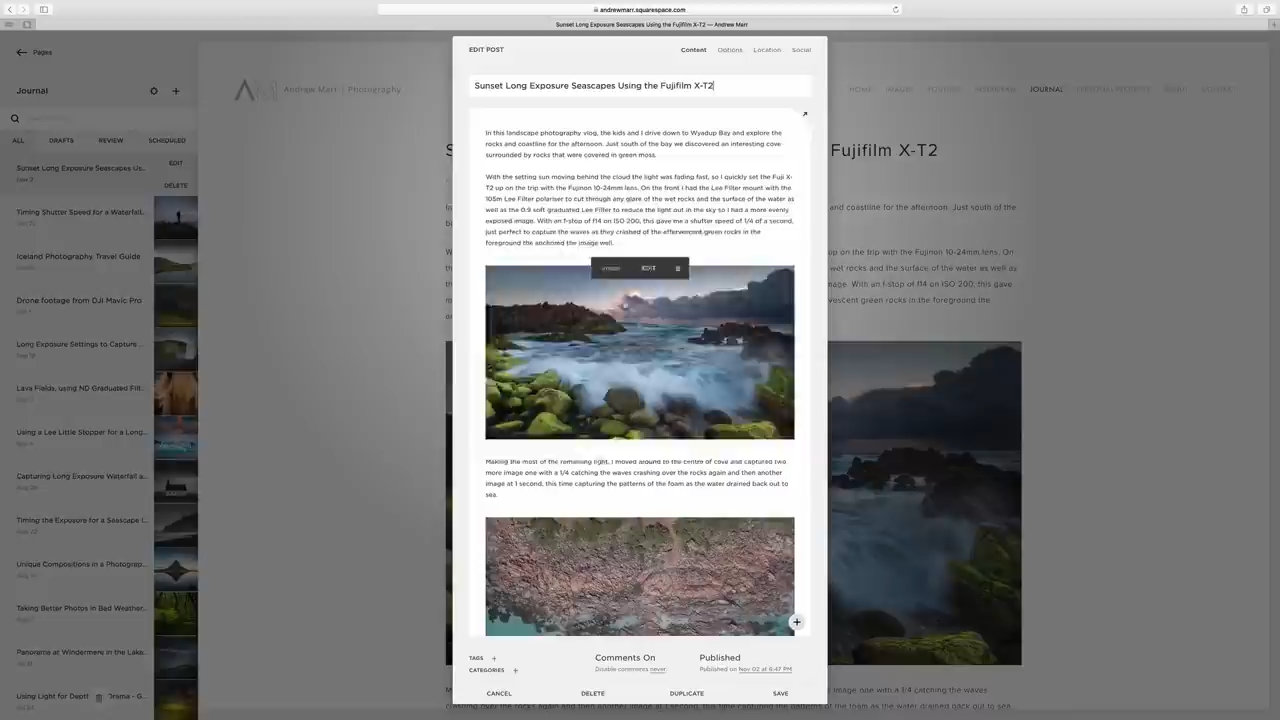 andrewmarr.squarespace.com
Sunset Long Exposure Seascapes Using the Fujifilm X-T2 — Andrew Marr
Pages
Journal
ALL DRAFTS REVIEW SCHEDULED
Sunset Long Exposure Seascapes Us...
EDIT
DELETE
Timing Shutter Speed for a Waterfall...
Iceland Photography Travel Guide
Drone footage from DJI Mavic Pro
Long Exposure Settings to Capture ...
Lava Fields, using ND Graduated Filt...
Using a Lee Little Stopper for a Long...
Capturing Long Exposure Waterfall ...
Timing the Exposure for a Seascape I...
Unique Compositions in a Photograp...
Taking Better Photos in Bad Weather...
Panorama at Windermere in the Lake...
Using Light for Depth Drama - G...
EDIT POST
Content Options Location Social
Sunset Long Exposure Seascapes Using the Fujifilm X-T2
In this landscape photography vlog, the kids and I drive down to Wyadup Bay and explore the
rocks and coastline for the afternoon. Just south of the bay we discovered an interesting cove
surrounded by rocks that were covered in green moss.
With the setting sun moving behind the cloud the light was fading fast, so I quickly set the Fuji X-
T2 up on the trip with the Fujinon 10-24mm lens. On the front I had the Lee Filter mount with the
105m Lee Filter polariser to cut through any glare of the wet rocks and the surface of the water as
well as the 0.9 soft graduated Lee Filter to reduce the light out in the sky so I had a more evenly
exposed image. With an f-stop of f14 on ISO 200, this gave me a shutter speed of 1/4 of a second,
just perfect to capture the waves as they crashed of the effervercent green rocks in the
foreground the anchored the image well.
EDIT
Making the most of the remaining light, I moved around to the centre of cove and captured two
more image one with a 1/4 catching the waves crashing over the rocks again and then another
image at 1 second, this time capturing the patterns of the foam as the water drained back out to
sea.
TAGS +
CATEGORIES +
Comments On
Disable comments never.
Published
Published on Nov 02 at 6:47 PM
CANCEL DELETE DUPLICATE SAVE
Andrew Marr | Photography
HOME IMAGES JOURNAL
Fujifilm X-T2